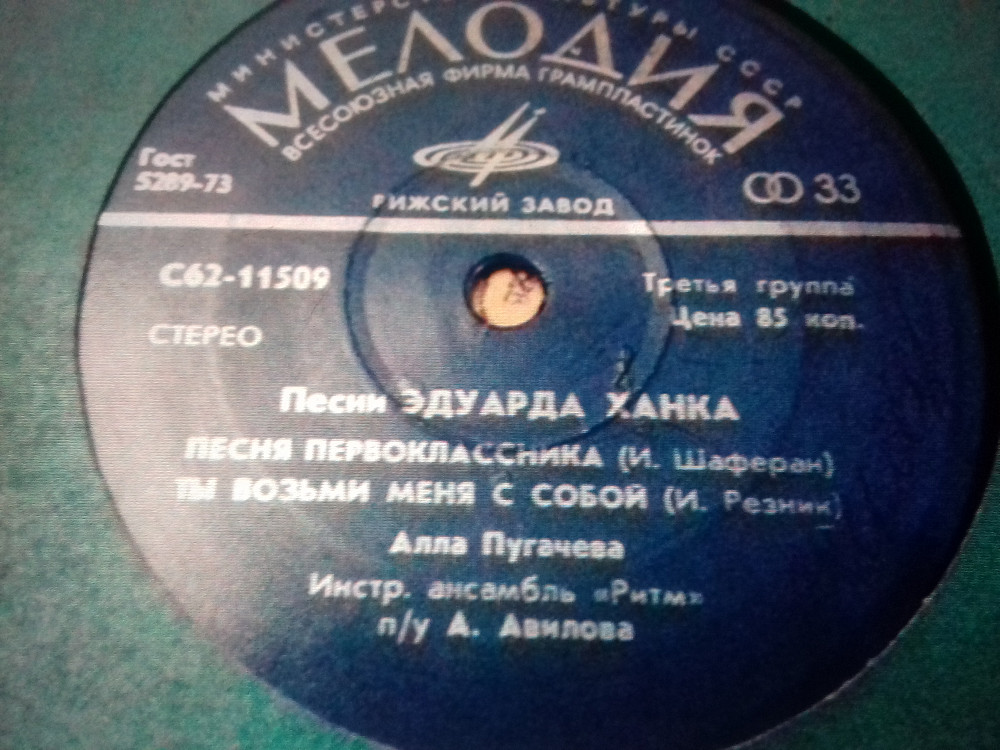 МИНИСТЕРСТВО КУЛЬТУРЫ СССР
МЕЛОДИЯ
ВСЕСОЮЗНАЯ ФИРМА ГРАМПЛАСТИНОК
РИЖСКИЙ ЗАВОД
Гост
5289-73
33
С62-11509
Третья группа
Цена 85 коп.
СТЕРЕО
Песни ЭДУАРДА ХАНКА
ПЕСНЯ ПЕРВОКЛАССНИКА (И. Шаферан)
ТЫ ВОЗЬМИ МЕНЯ С СОБОЙ (И. Резник)
Алла Пугачева
Инстр. ансамбль «Ритм»
п/у А. Авилова